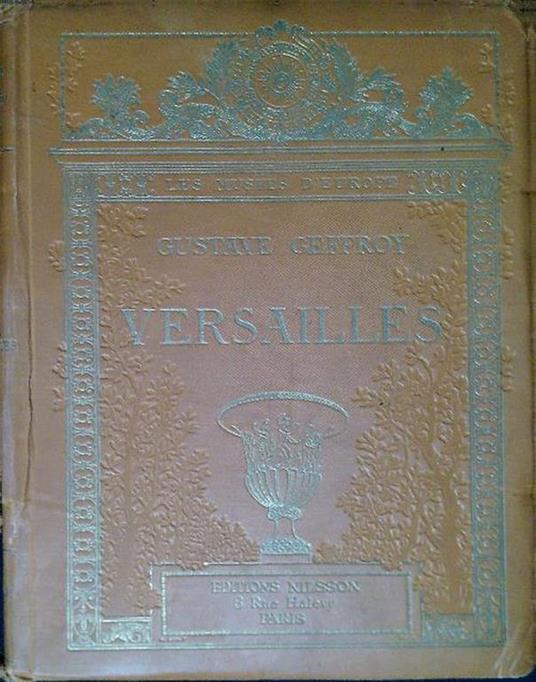 LES MUSÉES D'EUROPE
GUSTAVE GEFFROY
VERSAILLES
EDITIONS NILSSON
8 Rue Halévy
PARIS